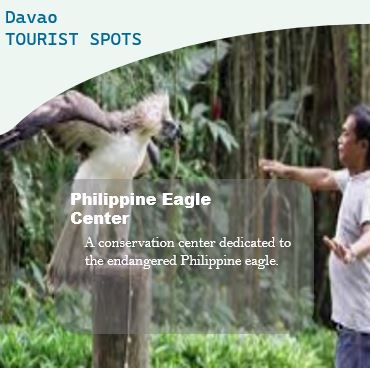 Davao
TOURIST SPOTS
Philippine Eagle
Center
A conservation center dedicated to
the endangered Philippine eagle.